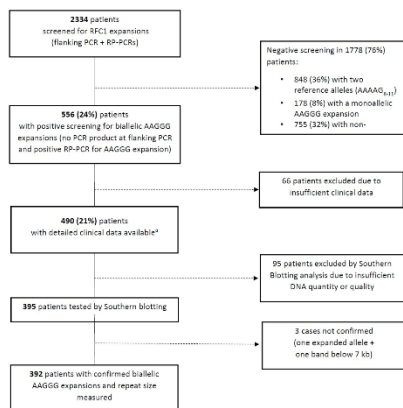 2334 patients
screened for RFC1 expansions
(flanking PCR + RP-PCRs)
Negative screening in 1778 (76%)
patients:
• 848 (36%) with two
reference alleles (AAAAG₆₋₁₁)
• 178 (8%) with a monoallelic
AAGGG expansion
• 755 (32%) with non-
556 (24%) patients
with positive screening for biallelic AAGGG
expansions (no PCR product at flanking PCR
and positive RP-PCR for AAGGG expansion)
66 patients excluded due to
insufficient clinical data
490 (21%) patients
with detailed clinical data availableᵃ
95 patients excluded by Southern
Blotting analysis due to insufficient
DNA quantity or quality
395 patients tested by Southern blotting
3 cases not confirmed
(one expanded allele +
one band below 7 kb)
392 patients with confirmed biallelic
AAGGG expansions and repeat size
measured